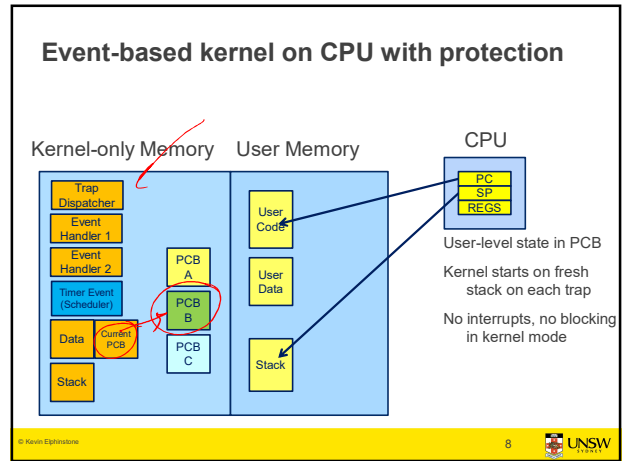 Event-based kernel on CPU with protection
Kernel-only Memory
User Memory
CPU
Trap
Dispatcher
Event
Handler 1
Event
Handler 2
Timer Event
(Scheduler)
Data
Current
PCB
Stack
PCB
A
PCB
B
PCB
C
User
Code
User
Data
Stack
PC
SP
REGS
User-level state in PCB
Kernel starts on fresh
stack on each trap
No interrupts, no blocking
in kernel mode
© Kevin Elphinstone
8
UNSW
SYDNEY